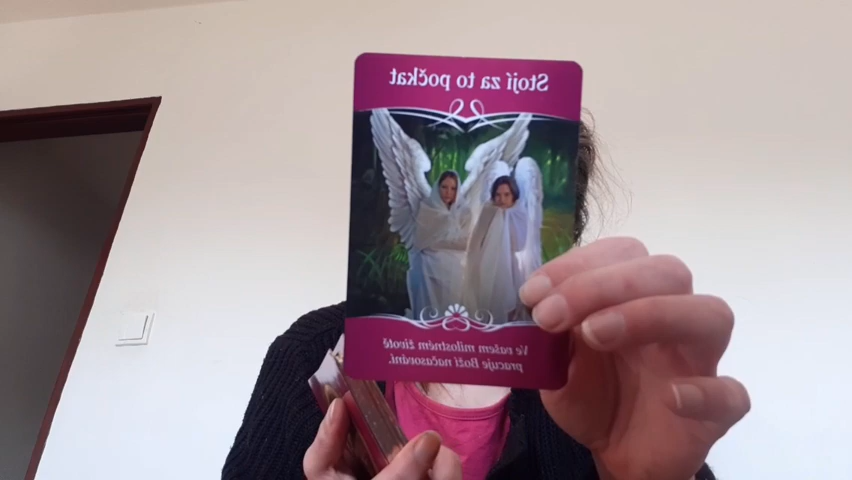 Stojí za to počkat
Ve vašem milostném životě
pracuje Boží načasování.